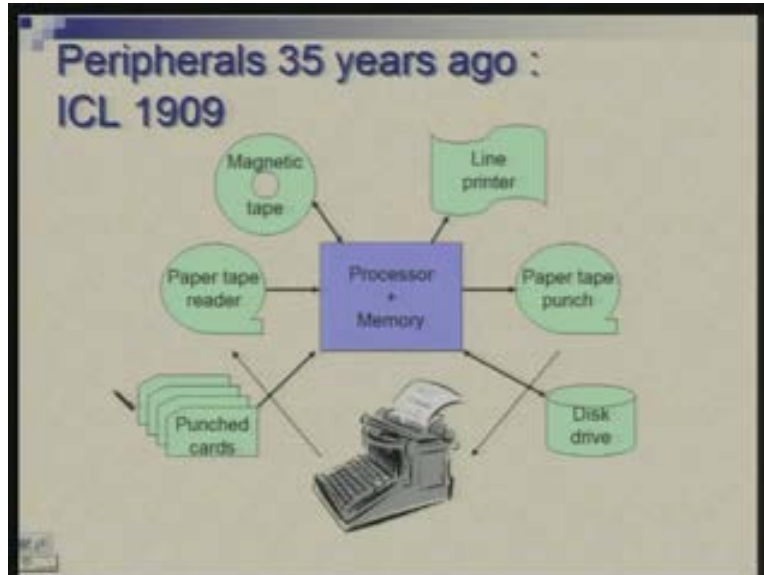 Peripherals 35 years ago :
ICL 1909
Magnetic
tape
Line
printer
Paper tape
reader
Processor
+
Memory
Paper tape
punch
Punched
cards
Disk
drive